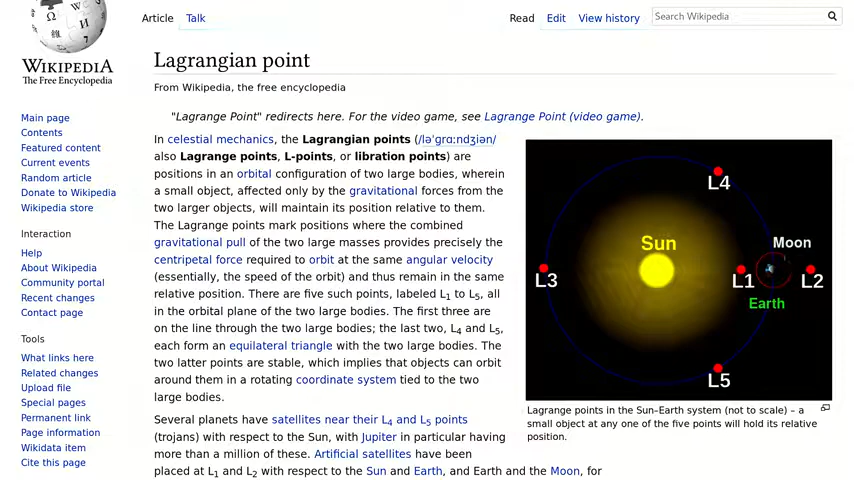 Article Talk Read Edit View history Search Wikipedia
WIKIPEDIA
The Free Encyclopedia
Main page
Contents
Featured content
Current events
Random article
Donate to Wikipedia
Wikipedia store
Interaction
Help
About Wikipedia
Community portal
Recent changes
Contact page
Tools
What links here
Related changes
Upload file
Special pages
Permanent link
Page information
Wikidata item
Cite this page
Lagrangian point
From Wikipedia, the free encyclopedia
"Lagrange Point" redirects here. For the video game, see Lagrange Point (video game).
In celestial mechanics, the Lagrangian points (/ləˈɡrɑːndʒiən/
also Lagrange points, L-points, or libration points) are
positions in an orbital configuration of two large bodies, wherein
a small object, affected only by the gravitational forces from the
two larger objects, will maintain its position relative to them.
The Lagrange points mark positions where the combined
gravitational pull of the two large masses provides precisely the
centripetal force required to orbit at the same angular velocity
(essentially, the speed of the orbit) and thus remain in the same
relative position. There are five such points, labeled L1 to L5, all
in the orbital plane of the two large bodies. The first three are
on the line through the two large bodies; the last two, L4 and L5,
each form an equilateral triangle with the two large bodies. The
two latter points are stable, which implies that objects can orbit
around them in a rotating coordinate system tied to the two
large bodies.
Several planets have satellites near their L4 and L5 points
(trojans) with respect to the Sun, with Jupiter in particular having
more than a million of these. Artificial satellites have been
placed at L1 and L2 with respect to the Sun and Earth, and Earth and the Moon, for
L4
Sun
Moon
L3
L1
L2
Earth
L5
Lagrange points in the Sun–Earth system (not to scale) – a
small object at any one of the five points will hold its relative
position.